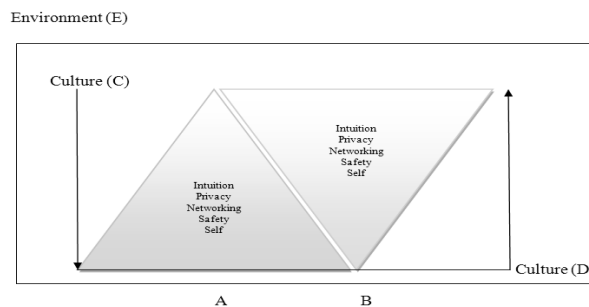 Environment (E)
Culture (C)
Intuition
Privacy
Networking
Safety
Self
Intuition
Privacy
Networking
Safety
Self
Culture (D
A
B